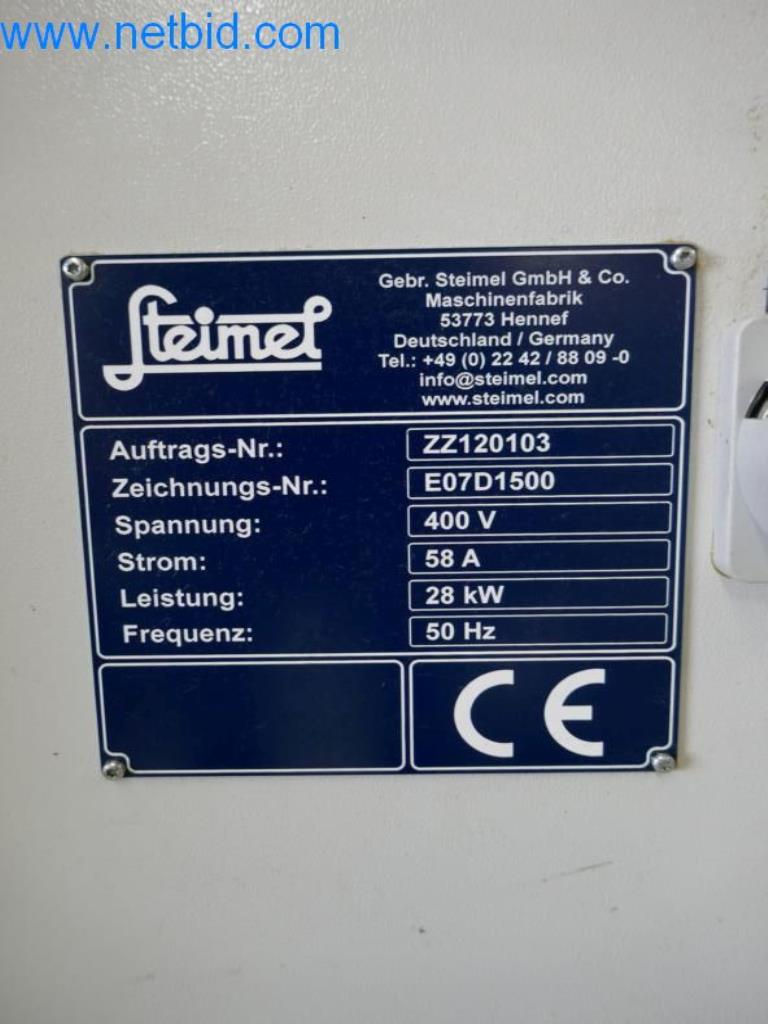 www.netbid.com
Steimel
Gebr. Steimel GmbH & Co.
Maschinenfabrik
53773 Hennef
Deutschland / Germany
Tel.: +49 (0) 22 42 / 88 09 -0
info@steimel.com
www.steimel.com
Auftrags-Nr.: ZZ120103
Zeichnungs-Nr.: E07D1500
Spannung: 400 V
Strom: 58 A
Leistung: 28 kW
Frequenz: 50 Hz
CE